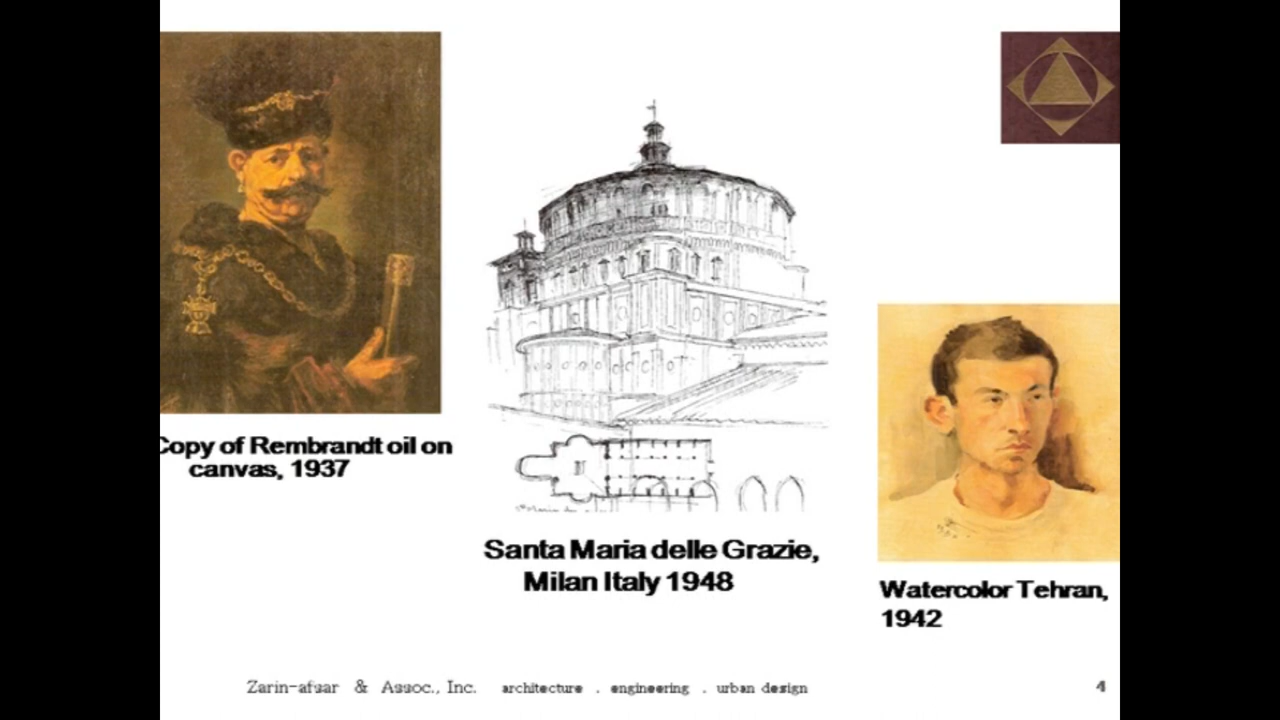 Copy of Rembrandt oil on
canvas, 1937
Santa Maria delle Grazie,
Milan Italy 1948
Watercolor Tehran,
1942
Zarin-afsar & Assoc., Inc. architecture . engineering . urban design
4